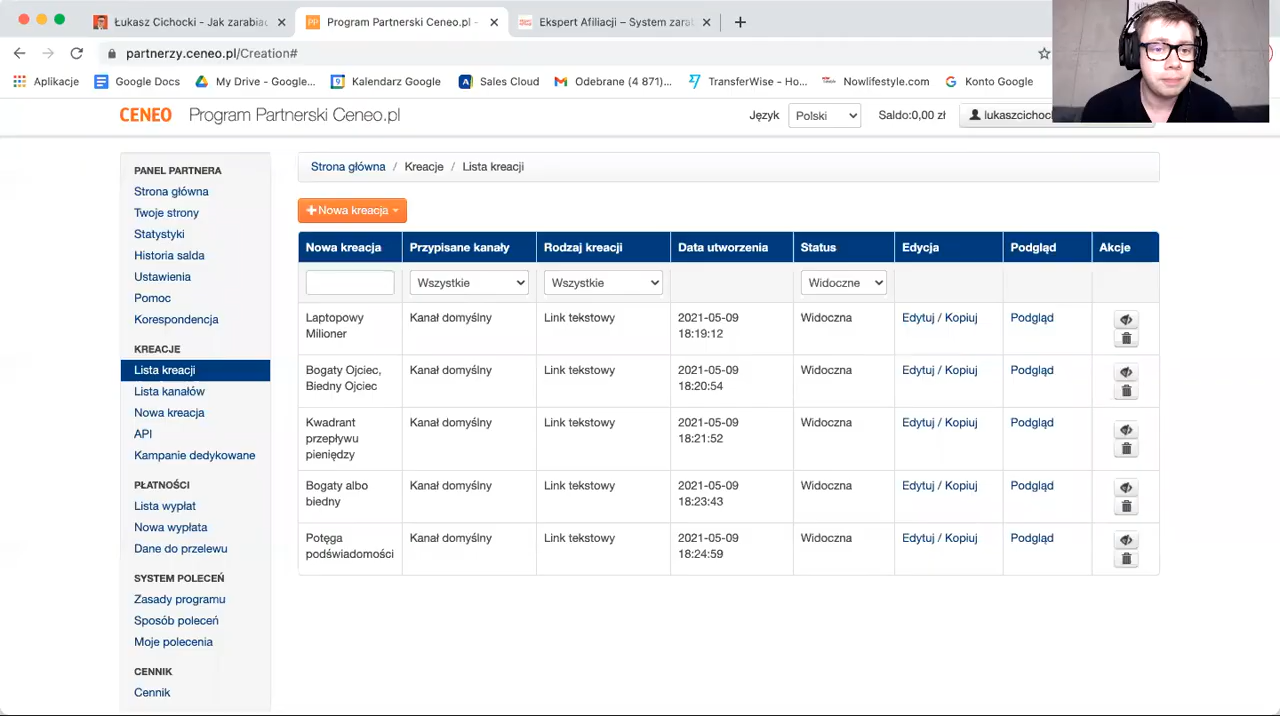 Łukasz Cichocki - Jak zarabiać
Program Partnerski Ceneo.pl -
Ekspert Afiliacji – System zara
partnerzy.ceneo.pl/Creation#
Aplikacje
Google Docs
My Drive - Google...
Kalendarz Google
Sales Cloud
Odebrane (4 871)...
TransferWise - Ho...
Nowlifestyle.com
Konto Google
CENEO Program Partnerski Ceneo.pl
Język
Polski
Saldo:0,00 zł
lukaszcichoc
PANEL PARTNERA
Strona główna
Twoje strony
Statystyki
Historia salda
Ustawienia
Pomoc
Korespondencja
KREACJE
Lista kreacji
Lista kanałów
Nowa kreacja
API
Kampanie dedykowane
PŁATNOŚCI
Lista wypłat
Nowa wypłata
Dane do przelewu
SYSTEM POLECEŃ
Zasady programu
Sposób poleceń
Moje polecenia
CENNIK
Cennik
Strona główna / Kreacje / Lista kreacji
+Nowa kreacja
Nowa kreacja Przypisane kanały Rodzaj kreacji Data utworzenia Status Edycja Podgląd Akcje
Wszystkie Wszystkie Widoczne
Laptopowy Kanał domyślny Link tekstowy 2021-05-09 Widoczna Edytuj / Kopiuj Podgląd
Milioner 18:19:12
Bogaty Ojciec, Kanał domyślny Link tekstowy 2021-05-09 Widoczna Edytuj / Kopiuj Podgląd
Biedny Ojciec 18:20:54
Kwadrant Kanał domyślny Link tekstowy 2021-05-09 Widoczna Edytuj / Kopiuj Podgląd
przepływu 18:21:52
pieniędzy
Bogaty albo Kanał domyślny Link tekstowy 2021-05-09 Widoczna Edytuj / Kopiuj Podgląd
biedny 18:23:43
Potęga Kanał domyślny Link tekstowy 2021-05-09 Widoczna Edytuj / Kopiuj Podgląd
podświadomości 18:24:59